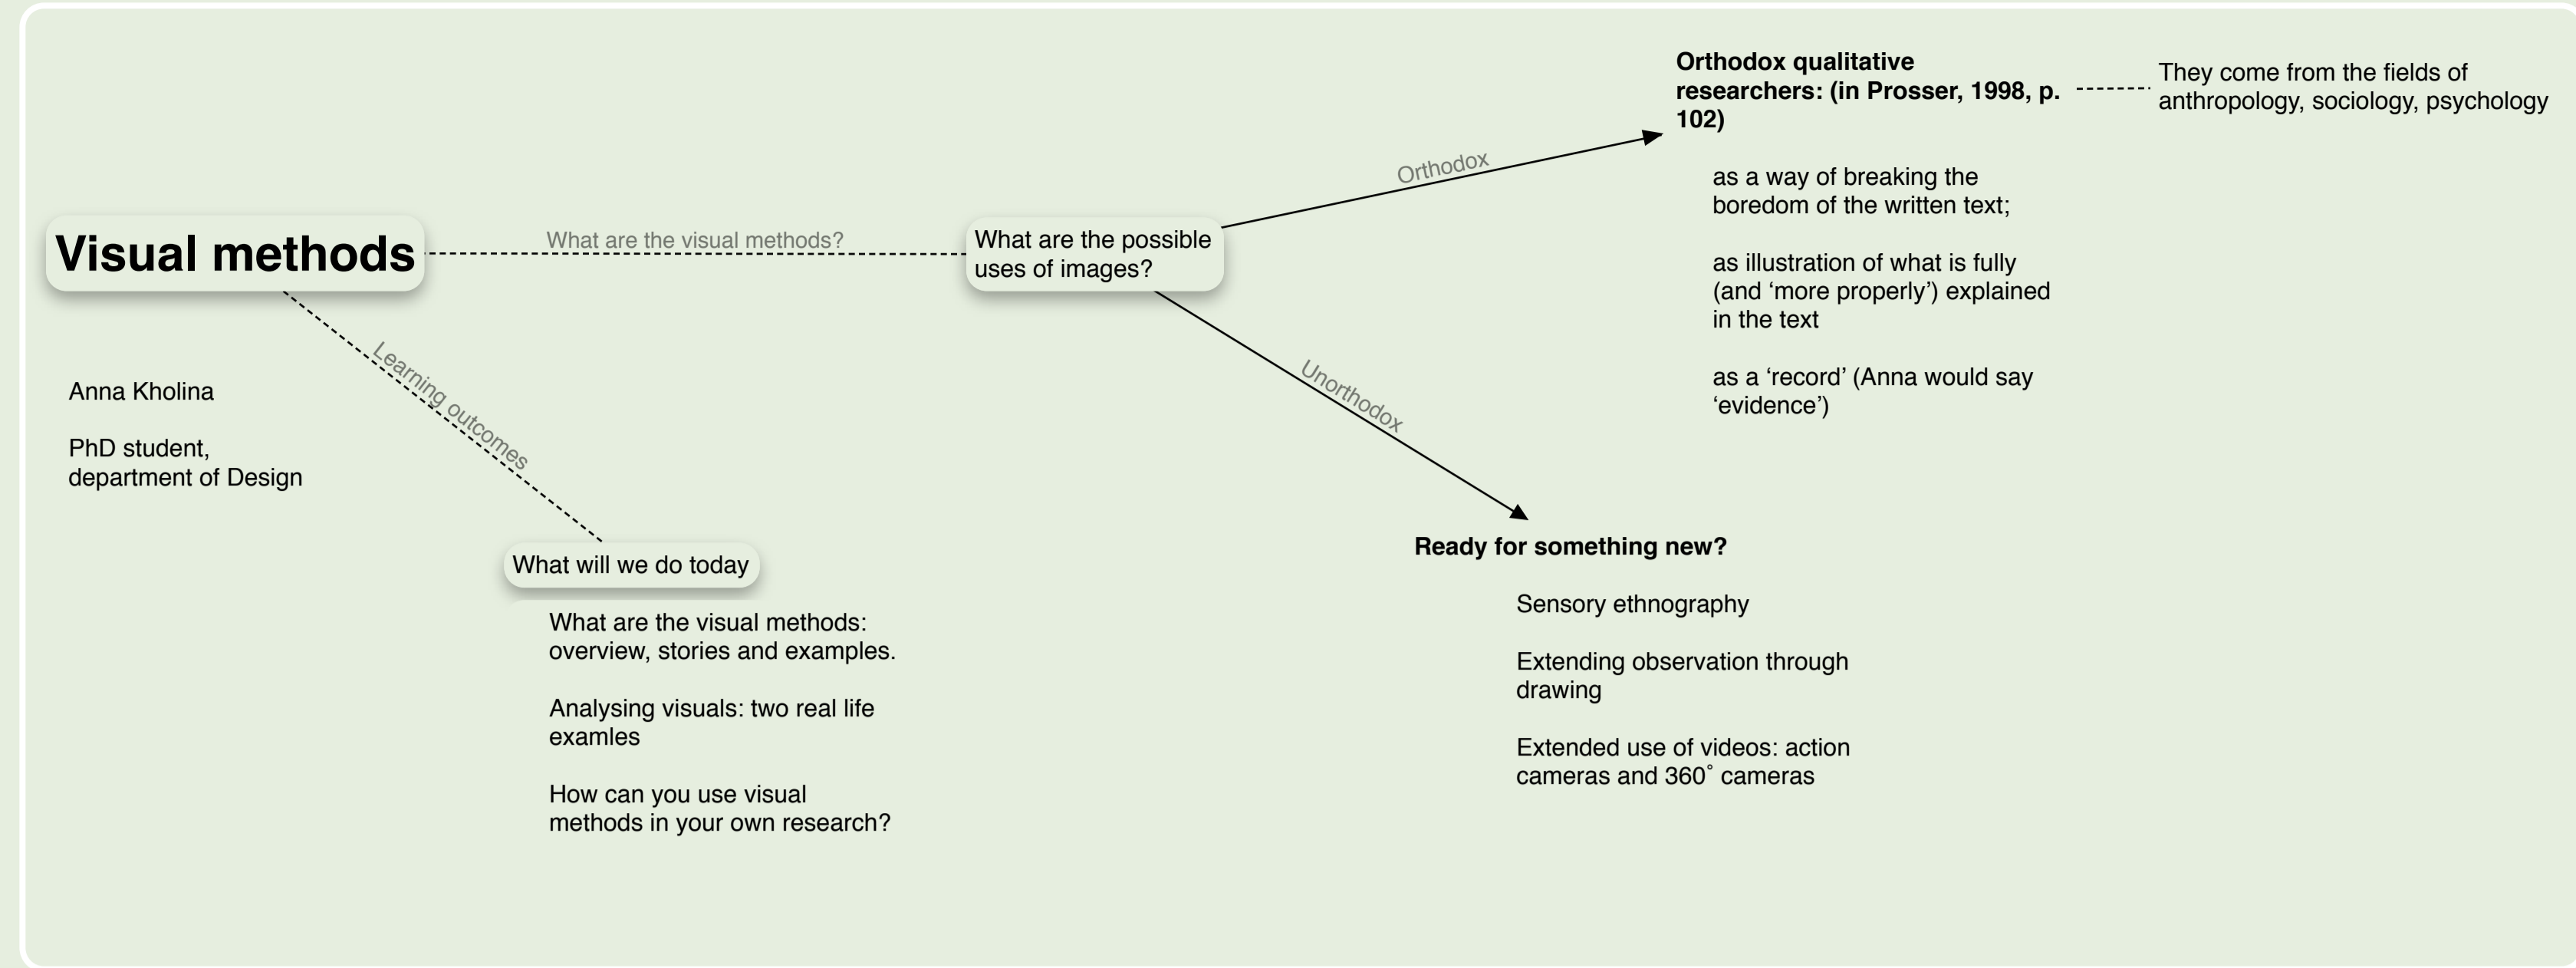 Visual methods
Anna Kholina
PhD student,
department of Design
Learning outcomes
What will we do today
What are the visual methods:
overview, stories and examples.
Analysing visuals: two real life
examles
How can you use visual
methods in your own research?
What are the visual methods?
What are the possible
uses of images?
Orthodox
Orthodox qualitative
researchers: (in Prosser, 1998, p.
102)
They come from the fields of
anthropology, sociology, psychology
as a way of breaking the
boredom of the written text;
as illustration of what is fully
(and ‘more properly’) explained
in the text
as a ‘record’ (Anna would say
‘evidence’)
Unorthodox
Ready for something new?
Sensory ethnography
Extending observation through
drawing
Extended use of videos: action
cameras and 360˚ cameras